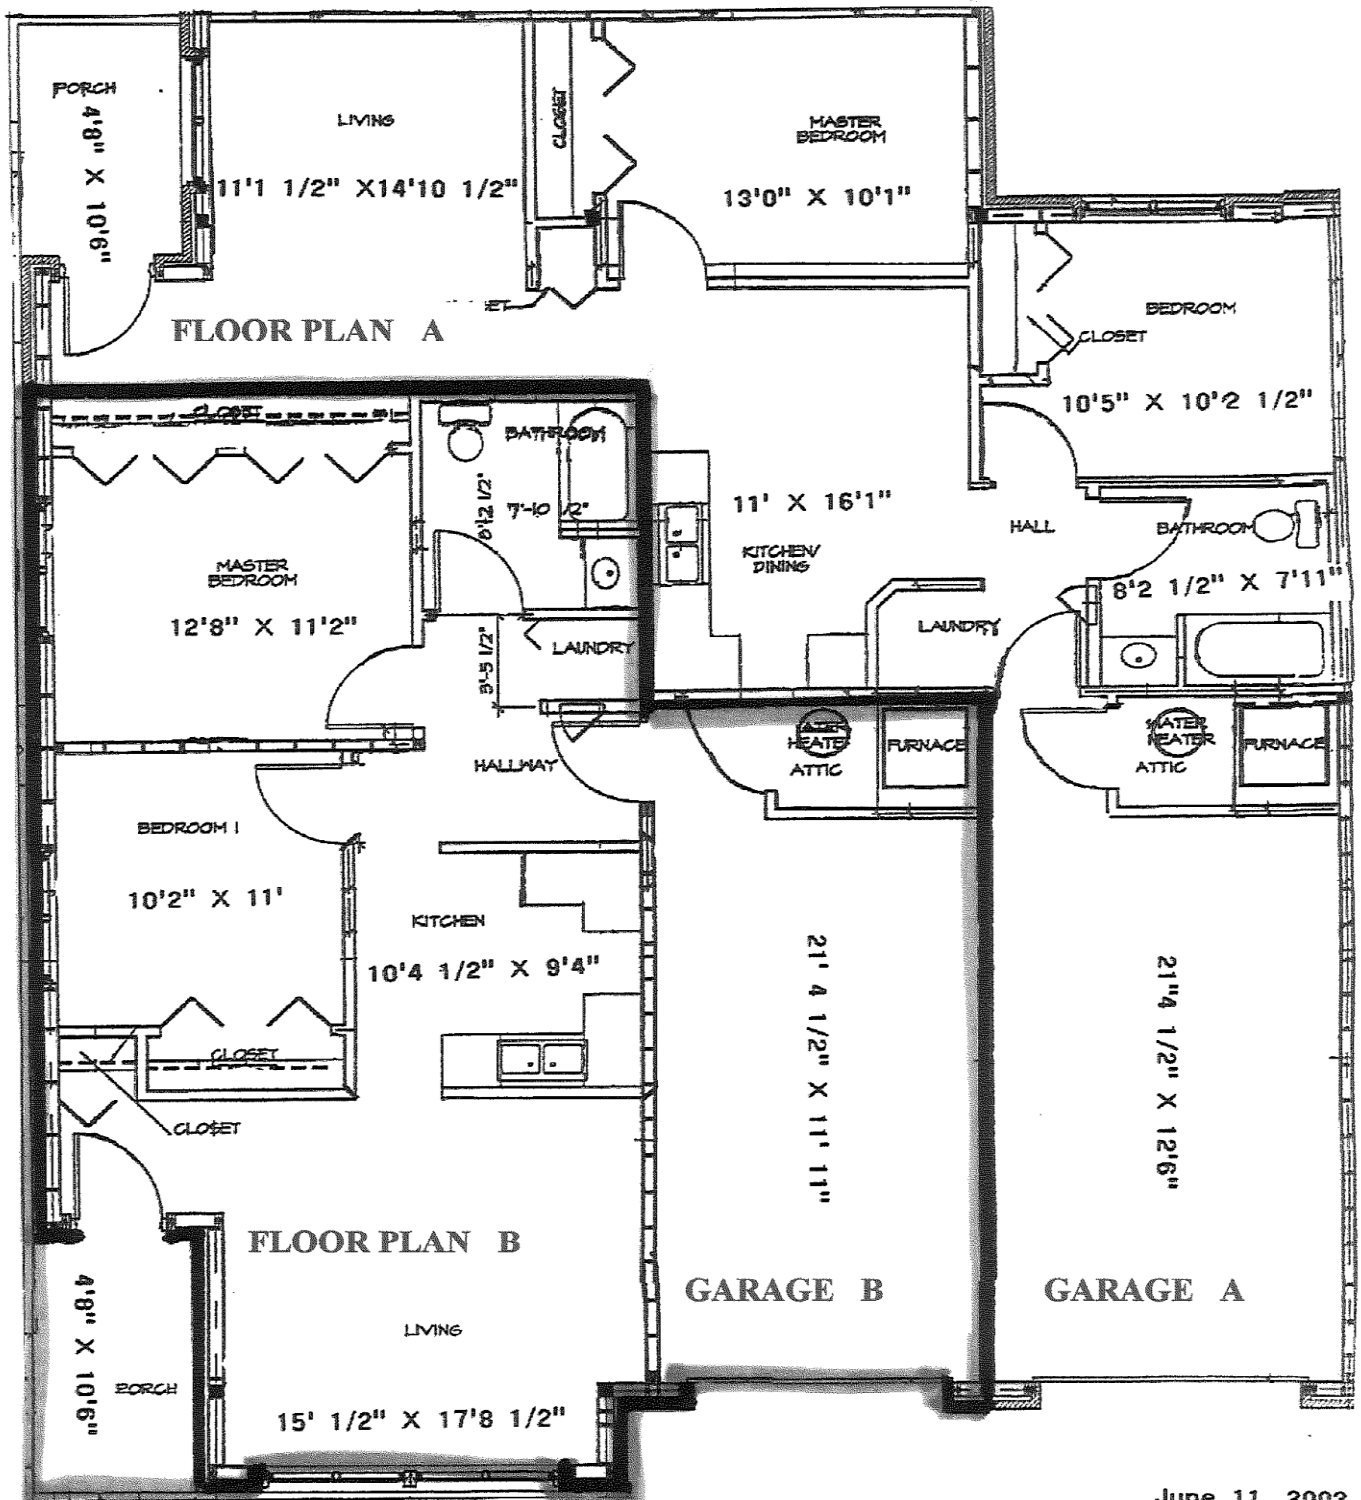 PORCH
4'8" X 10'6"
LIVING
11'1 1/2" X14'10 1/2"
CLOSET
MASTER
BEDROOM
13'0" X 10'1"
FLOOR PLAN A
BEDROOM
CLOSET
10'5" X 10'2 1/2"
CLOSET
BATHROOM
8'-2 1/2"
7'-10 1/2"
MASTER
BEDROOM
12'8" X 11'2"
11' X 16'1"
KITCHEN/
DINING
HALL
BATHROOM
8'2 1/2" X 7'11"
LAUNDRY
3'-5 1/2"
LAUNDRY
HEATER
ATTIC
FURNACE
WATER
HEATER
ATTIC
FURNACE
HALLWAY
BEDROOM 1
10'2" X 11'
KITCHEN
10'4 1/2" X 9'4"
21' 4 1/2" X 11' 11"
21"4 1/2" X 12'6"
CLOSET
CLOSET
FLOOR PLAN B
GARAGE B
GARAGE A
4'8" X 10'6"
PORCH
LIVING
15' 1/2" X 17'8 1/2"
June 11, 2003